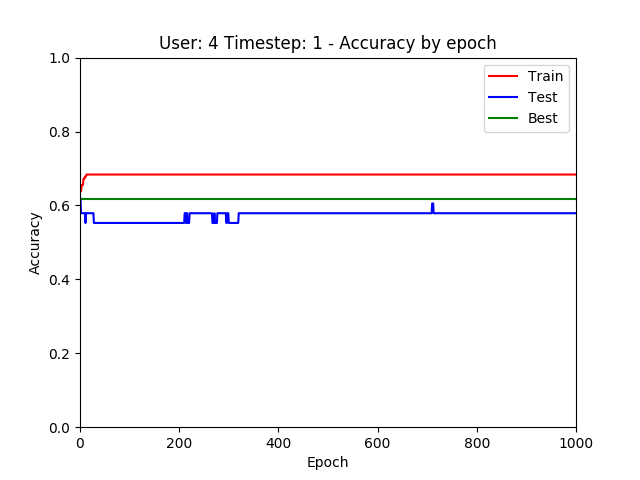 User: 4 Timestep: 1 - Accuracy by epoch
1.0
0.8
0.6
0.4
0.2
0.0
Accuracy
Train
Test
Best
0 200 400 600 800 1000
Epoch